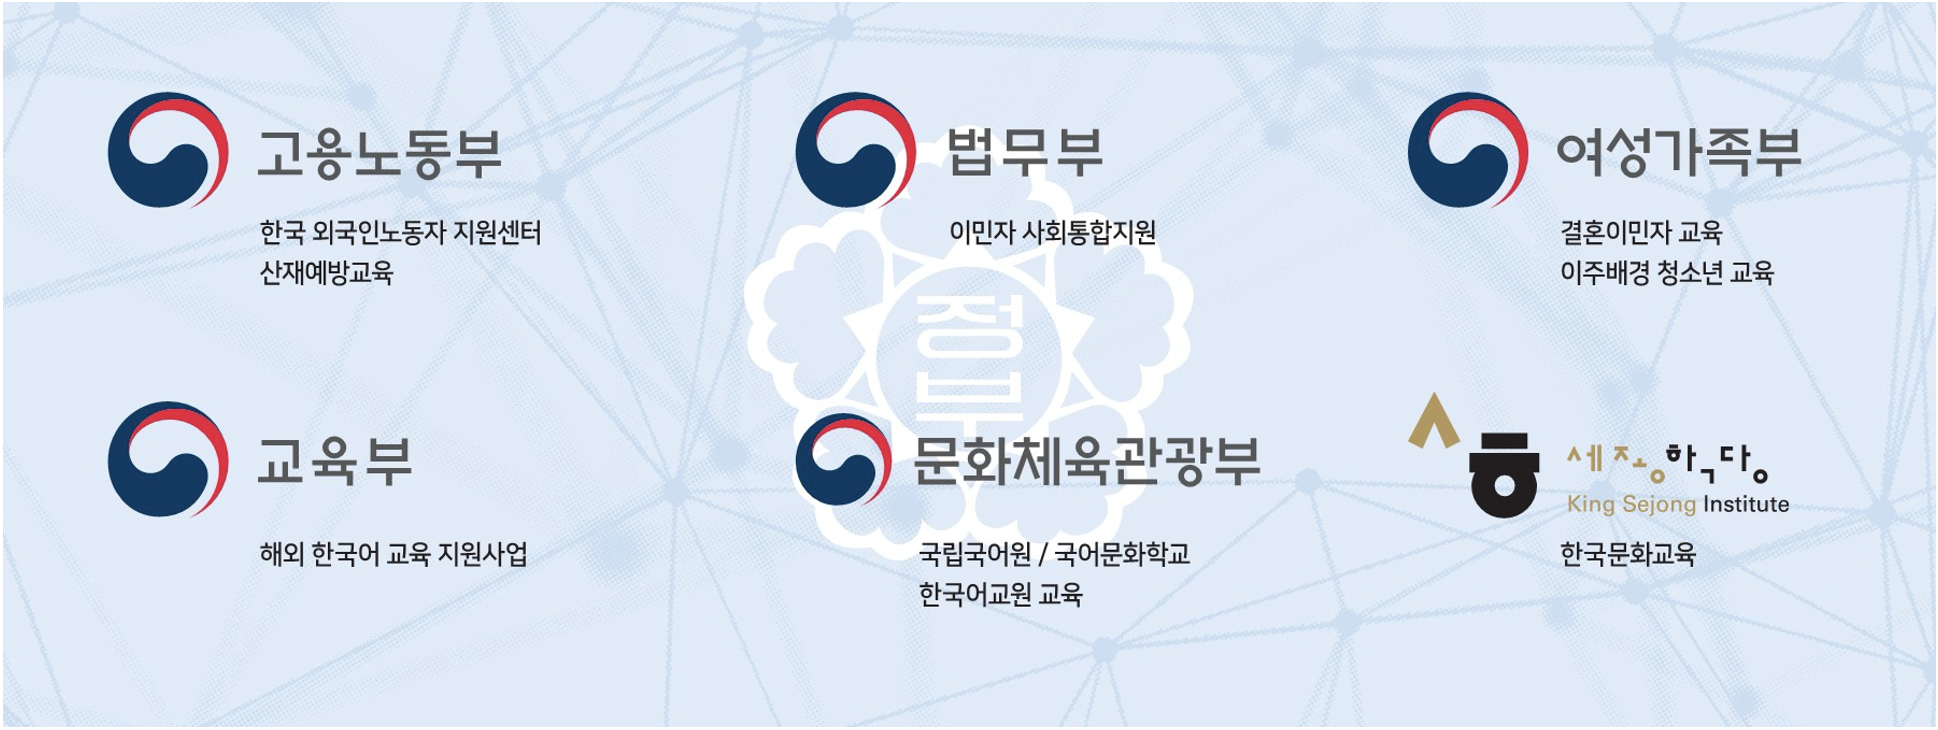 고용노동부
한국 외국인노동자 지원센터
산재예방교육
법무부
이민자 사회통합지원
여성가족부
결혼이민자 교육
이주배경 청소년 교육
정부
교육부
해외 한국어 교육 지원사업
문화체육관광부
국립국어원 / 국어문화학교
한국어교원 교육
세종학당
King Sejong Institute
한국문화교육